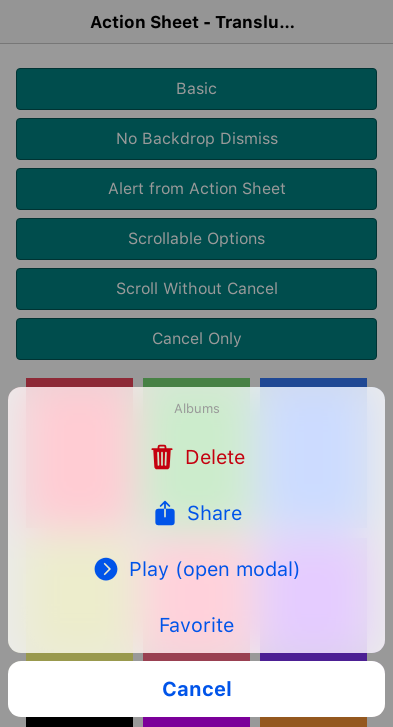 Action Sheet - Translu...
Basic
No Backdrop Dismiss
Alert from Action Sheet
Scrollable Options
Scroll Without Cancel
Cancel Only
Albums
Delete
Share
Play (open modal)
Favorite
Cancel